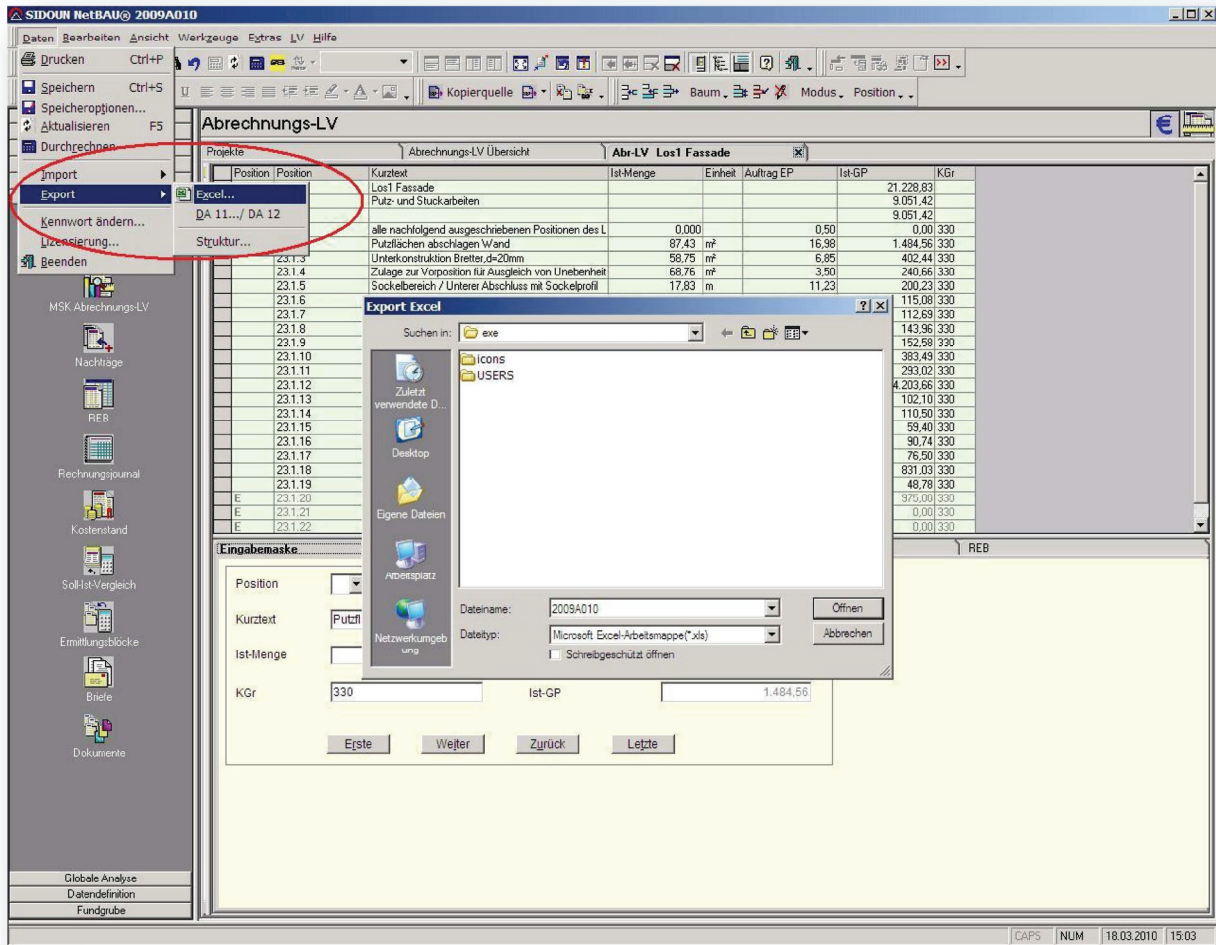 SIDOUN NetBAU® 2009A010
Daten Bearbeiten Ansicht Werkzeuge Extras LV Hilfe
Drucken Ctrl+P
Speichern Ctrl+S
Speicheroptionen...
Aktualisieren F5
Durchrechnen
Import
Export
Kennwort ändern...
Lizensierung...
Beenden
Excel...
DA 11.../ DA 12
Struktur...
Kopierquelle
Baum
Modus
Position
Abrechnungs-LV
Projekte Abrechnungs-LV Übersicht Abr-LV Los1 Fassade
Position Position Kurztext Ist-Menge Einheit Auftrag EP Ist-GP KGr
Los1 Fassade 21.228,83
Putz- und Stuckarbeiten 9.051,42
9.051,42
alle nachfolgend ausgeschriebenen Positionen des L 0,000 0,50 0,00 330
Putzflächen abschlagen Wand 87,43 m² 16,98 1.484,56 330
23.1.3 Unterkonstruktion Bretter,d=20mm 58,75 m² 6,85 402,44 330
23.1.4 Zulage zur Vorposition für Ausgleich von Unebenheit 68,76 m² 3,50 240,66 330
23.1.5 Sockelbereich / Unterer Abschluss mit Sockelprofil 17,83 m 11,23 200,23 330
23.1.6 115,08 330
23.1.7 112,69 330
23.1.8 143,96 330
23.1.9 152,58 330
23.1.10 383,49 330
23.1.11 293,02 330
23.1.12 4.203,66 330
23.1.13 102,10 330
23.1.14 110,50 330
23.1.15 59,40 330
23.1.16 90,74 330
23.1.17 76,50 330
23.1.18 831,03 330
23.1.19 48,78 330
E 23.1.20 975,00 330
E 23.1.21 0,00 330
E 23.1.22 0,00 330
MSK Abrechnungs-LV
Nachträge
REB
Rechnungsjournal
Kostenstand
Soll-Ist-Vergleich
Ermittlungsblöcke
Briefe
Dokumente
Globale Analyse
Datendefinition
Fundgrube
Export Excel
Suchen in: exe
icons
USERS
Zuletzt
verwendete D...
Desktop
Eigene Dateien
Arbeitsplatz
Netzwerkumgeb
ung
Dateiname: 2009A010 Öffnen
Dateityp: Microsoft Excel-Arbeitsmappe(*.xls) Abbrechen
Schreibgeschützt öffnen
Eingabemaske REB
Position
Kurztext Putzfl
Ist-Menge
KGr 330 Ist-GP 1.484,56
Erste Weiter Zurück Letzte
CAPS NUM 18.03.2010 15:03